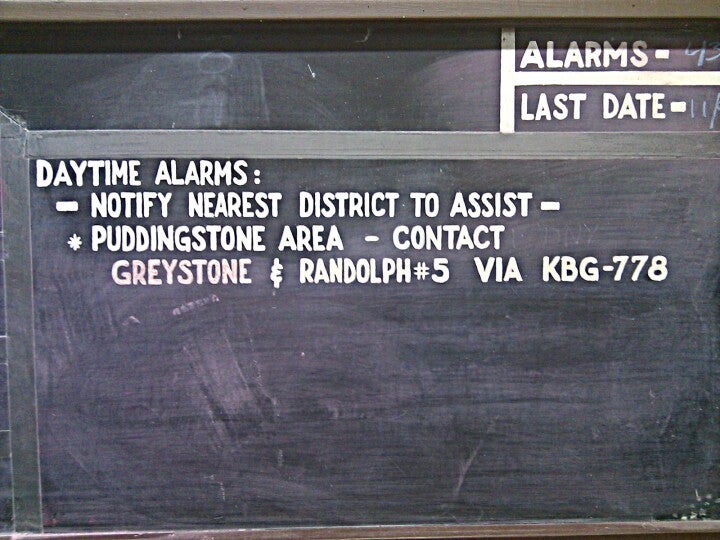 ALARMS -
LAST DATE - 11/
DAYTIME ALARMS:
- NOTIFY NEAREST DISTRICT TO ASSIST -
* PUDDINGSTONE AREA - CONTACT
GREYSTONE & RANDOLPH #5 VIA KBG-778